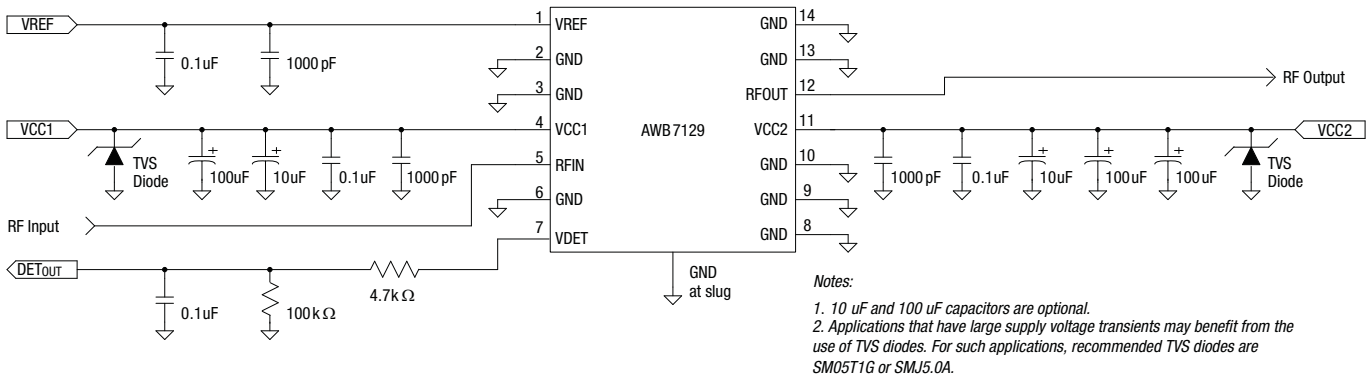 VREF
0.1uF
1000 pF
1 VREF
2 GND
3 GND
4 VCC1
5 RFIN
6 GND
7 VDET
AWB7129
GND 14
GND 13
RFOUT 12
VCC2 11
GND 10
GND 9
GND 8
GND
at slug
RF Output
VCC1
TVS
Diode
+
100uF
+
10uF
0.1uF
1000 pF
RF Input
DETOUT
0.1uF
100k Ω
4.7k Ω
1000 pF
0.1uF
+
10uF
+
100uF
+
100uF
TVS
Diode
VCC2
Notes:
1. 10 uF and 100 uF capacitors are optional.
2. Applications that have large supply voltage transients may benefit from the
use of TVS diodes. For such applications, recommended TVS diodes are
SM05T1G or SMJ5.0A.